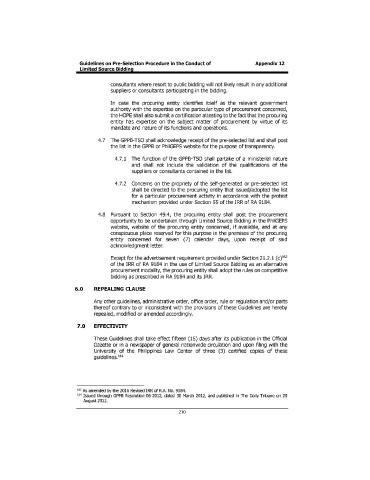 Guidelines on Pre-Selection Procedure in the Conduct of Appendix 12
Limited Source Bidding
consultants where resort to public bidding will not likely result in any additional
suppliers or consultants participating in the bidding.
In case the procuring entity identifies itself as the relevant government
authority with the expertise on the particular type of procurement concerned,
the HOPE shall also submit a certification attesting to the fact that the procuring
entity has expertise on the subject matter of procurement by virtue of its
mandate and nature of its functions and operations.
4.7 The GPPB-TSO shall acknowledge receipt of the pre-selected list and shall post
the list in the GPPB or PhilGEPS website for the purpose of transparency.
4.7.1 The function of the GPPB-TSO shall partake of a ministerial nature
and shall not include the validation of the qualifications of the
suppliers or consultants contained in the list.
4.7.2 Concerns on the propriety of the self-generated or pre-selected list
shall be directed to the procuring entity that issued/adopted the list
for a particular procurement activity in accordance with the protest
mechanism provided under Section 55 of the IRR of RA 9184.
4.8 Pursuant to Section 49.4, the procuring entity shall post the procurement
opportunity to be undertaken through Limited Source Bidding in the PhilGEPS
website, website of the procuring entity concerned, if available, and at any
conspicuous place reserved for this purpose in the premises of the procuring
entity concerned for seven (7) calendar days, upon receipt of said
acknowledgment letter.
Except for the advertisement requirement provided under Section 21.2.1 (c)
of the IRR of RA 9184 in the use of Limited Source Bidding as an alternative
procurement modality, the procuring entity shall adopt the rules on competitive
bidding as prescribed in RA 9184 and its IRR.
6.0 REPEALING CLAUSE
Any other guidelines, administrative order, office order, rule or regulation and/or parts
thereof contrary to or inconsistent with the provisions of these Guidelines are hereby
repealed, modified or amended accordingly.
7.0 EFFECTIVITY
These Guidelines shall take effect fifteen (15) days after its publication in the Official
Gazette or in a newspaper of general nationwide circulation and upon filing with the
University of the Philippines Law Center of three (3) certified copies of these
guidelines.
As amended by the 2016 Revised IRR of R.A. No. 9184.
Issued through GPPB Resolution 06-2012, dated 30 March 2012, and published in The Daily Tribune on 20
August 2012.
210